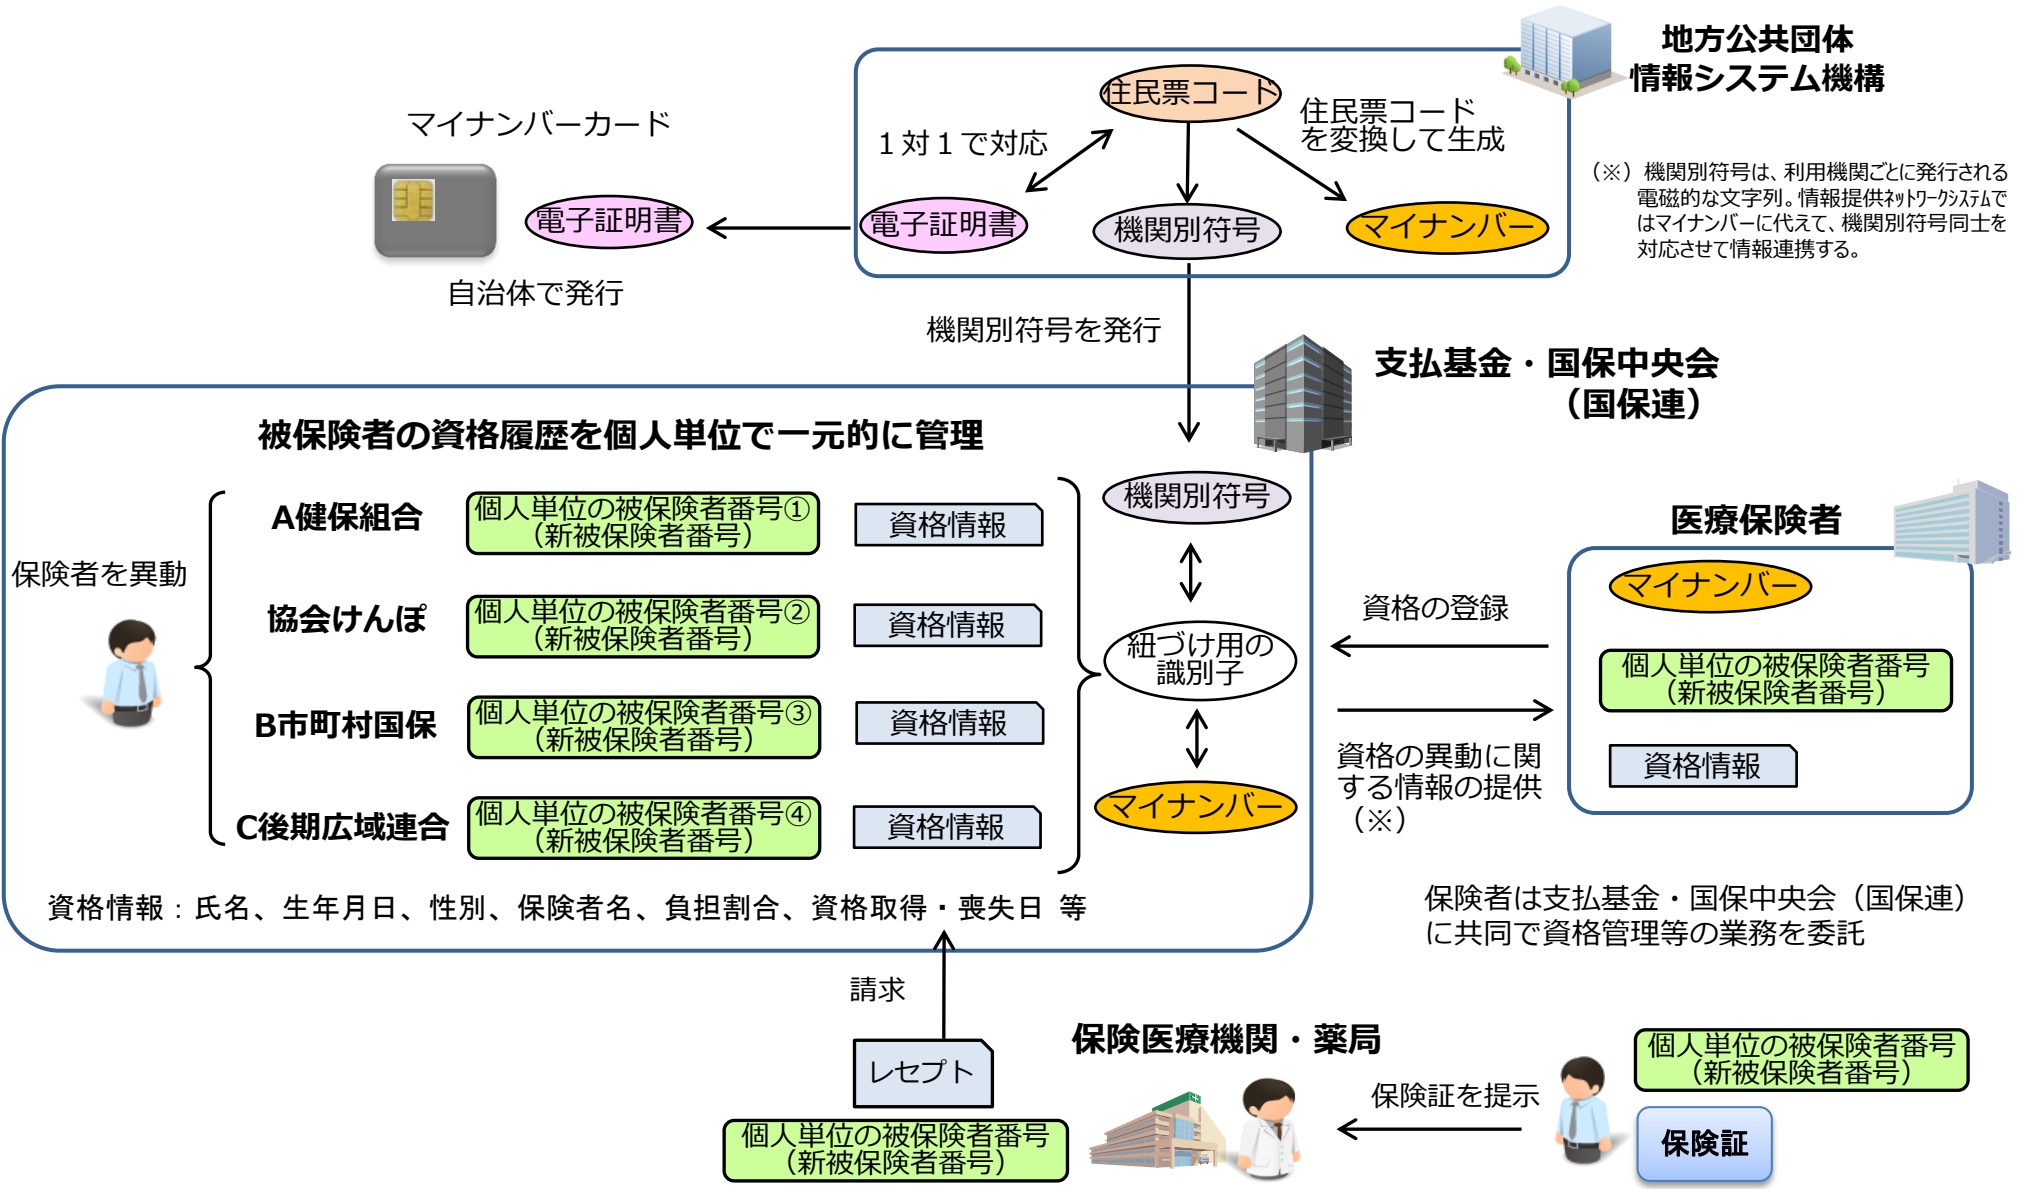 地方公共団体
情報システム機構
住民票コード
住民票コード
を変換して生成
１対１で対応
マイナンバーカード
電子証明書
電子証明書
機関別符号
マイナンバー
自治体で発行
（※）機関別符号は、利用機関ごとに発行される
電磁的な文字列。情報提供ﾈｯﾄﾜｰｸｼｽﾃﾑで
はマイナンバーに代えて、機関別符号同士を
対応させて情報連携する。
機関別符号を発行
支払基金・国保中央会
（国保連）
被保険者の資格履歴を個人単位で一元的に管理
保険者を異動
A健保組合
個人単位の被保険者番号①
（新被保険者番号）
資格情報
協会けんぽ
個人単位の被保険者番号②
（新被保険者番号）
資格情報
B市町村国保
個人単位の被保険者番号③
（新被保険者番号）
資格情報
C後期広域連合
個人単位の被保険者番号④
（新被保険者番号）
資格情報
機関別符号
紐づけ用の
識別子
マイナンバー
資格情報：氏名、生年月日、性別、保険者名、負担割合、資格取得・喪失日 等
資格の登録
資格の異動に関
する情報の提供
（※）
医療保険者
マイナンバー
個人単位の被保険者番号
（新被保険者番号）
資格情報
保険者は支払基金・国保中央会（国保連）
に共同で資格管理等の業務を委託
請求
レセプト
個人単位の被保険者番号
（新被保険者番号）
保険医療機関・薬局
保険証を提示
個人単位の被保険者番号
（新被保険者番号）
保険証